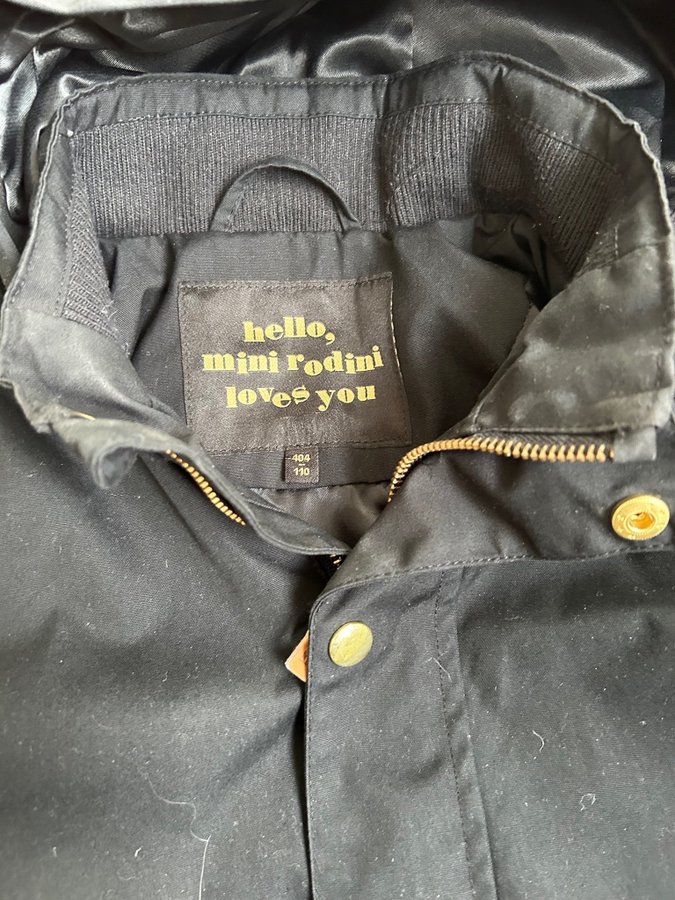 hello,
mini rodini
loves you
104
110